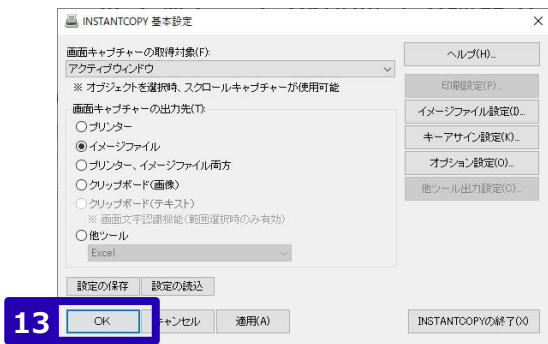 INSTANTCOPY 基本設定
画面キャプチャーの取得対象(F):
アクティブウィンドウ
※ オブジェクトを選択時、スクロールキャプチャーが使用可能
画面キャプチャーの出力先(T):
プリンター
イメージファイル
プリンター、イメージファイル両方
クリップボード(画像)
クリップボード(テキスト)
※ 画面文字認識機能(範囲選択時のみ有効)
他ツール
Excel
設定の保存 設定の読込
13 OK キャンセル 適用(A)
ヘルプ(H)...
印刷設定(P)...
イメージファイル設定(I)...
キーアサイン設定(K)...
オプション設定(O)...
他ツール出力設定(C)...
INSTANTCOPYの終了(X)